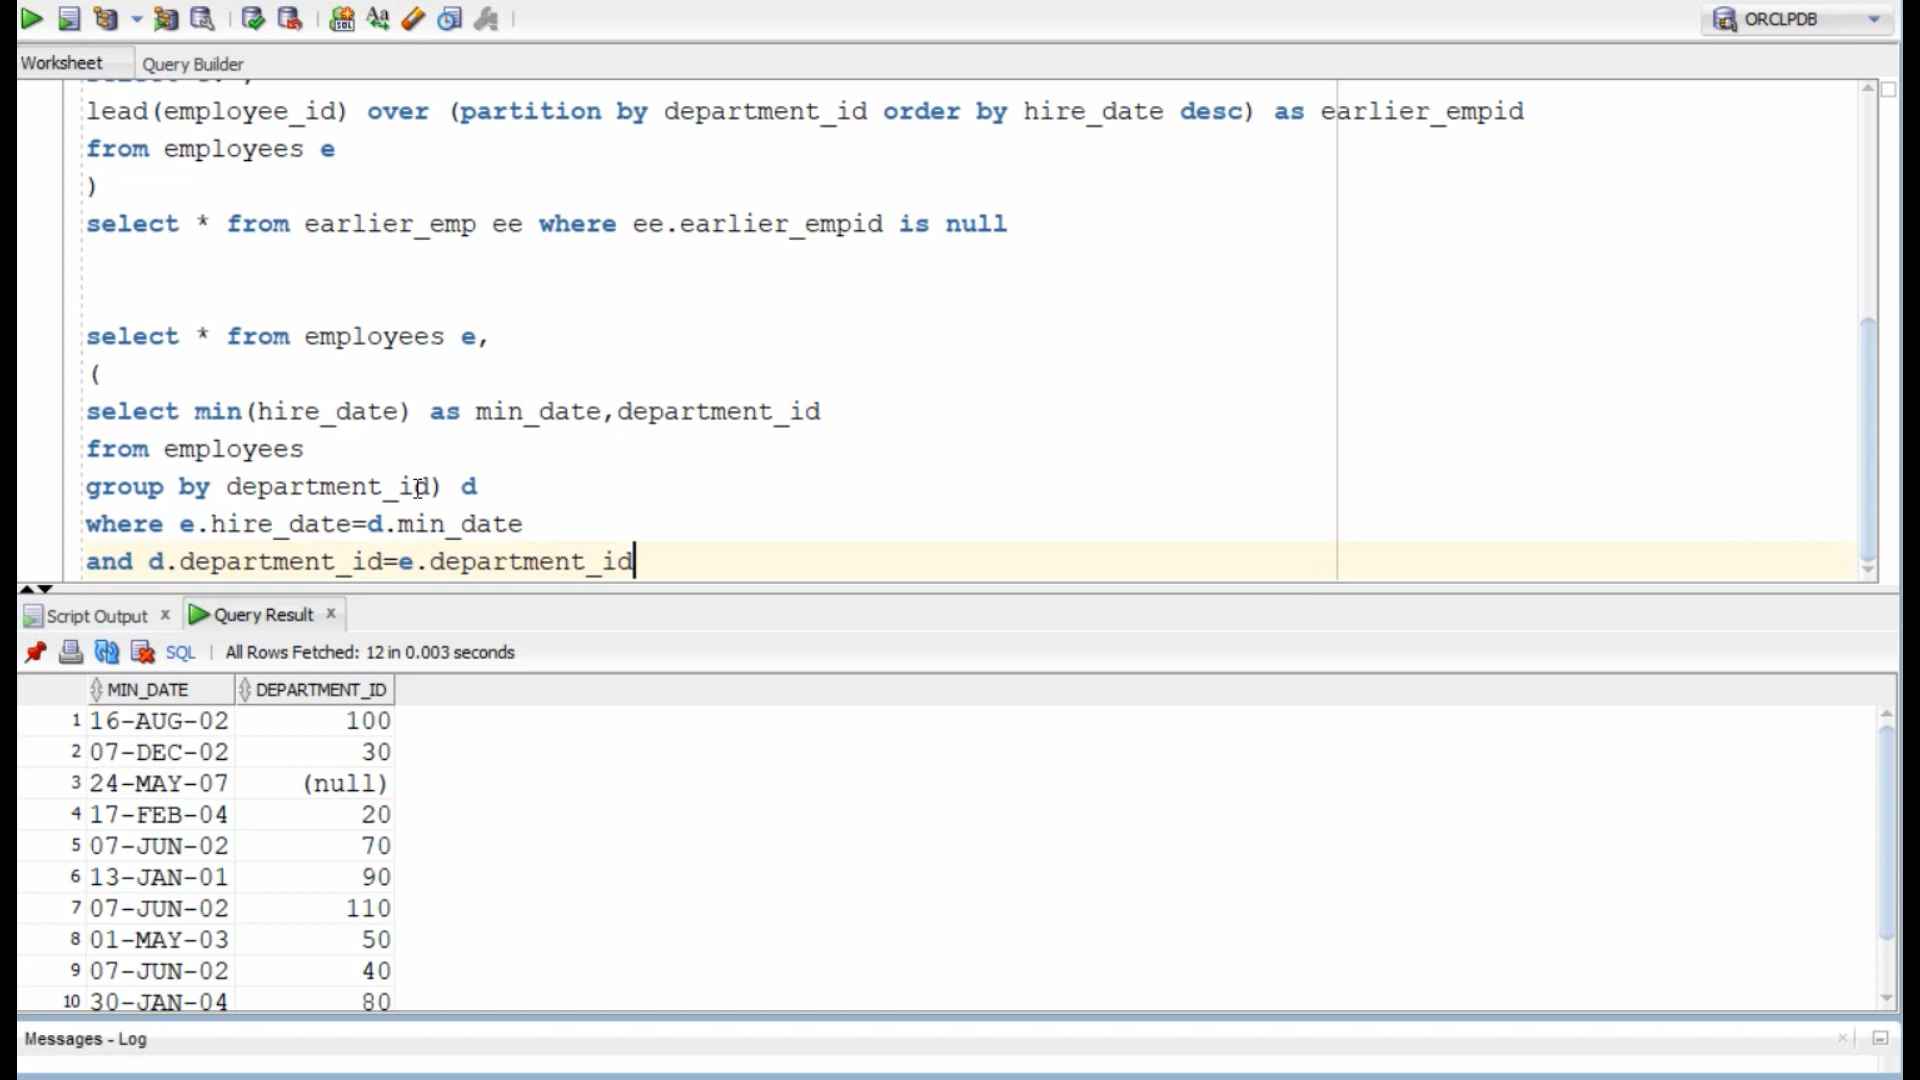 ORCLPDB
Worksheet
Query Builder
lead(employee_id) over (partition by department_id order by hire_date desc) as earlier_empid
from employees e
)
select * from earlier_emp ee where ee.earlier_empid is null
select * from employees e,
(
select min(hire_date) as min_date,department_id
from employees
group by department_id) d
where e.hire_date=d.min_date
and d.department_id=e.department_id
Script Output x
Query Result x
SQL | All Rows Fetched: 12 in 0.003 seconds
MIN_DATE DEPARTMENT_ID
1 16-AUG-02 100
2 07-DEC-02 30
3 24-MAY-07 (null)
4 17-FEB-04 20
5 07-JUN-02 70
6 13-JAN-01 90
7 07-JUN-02 110
8 01-MAY-03 50
9 07-JUN-02 40
10 30-JAN-04 80
Messages - Log